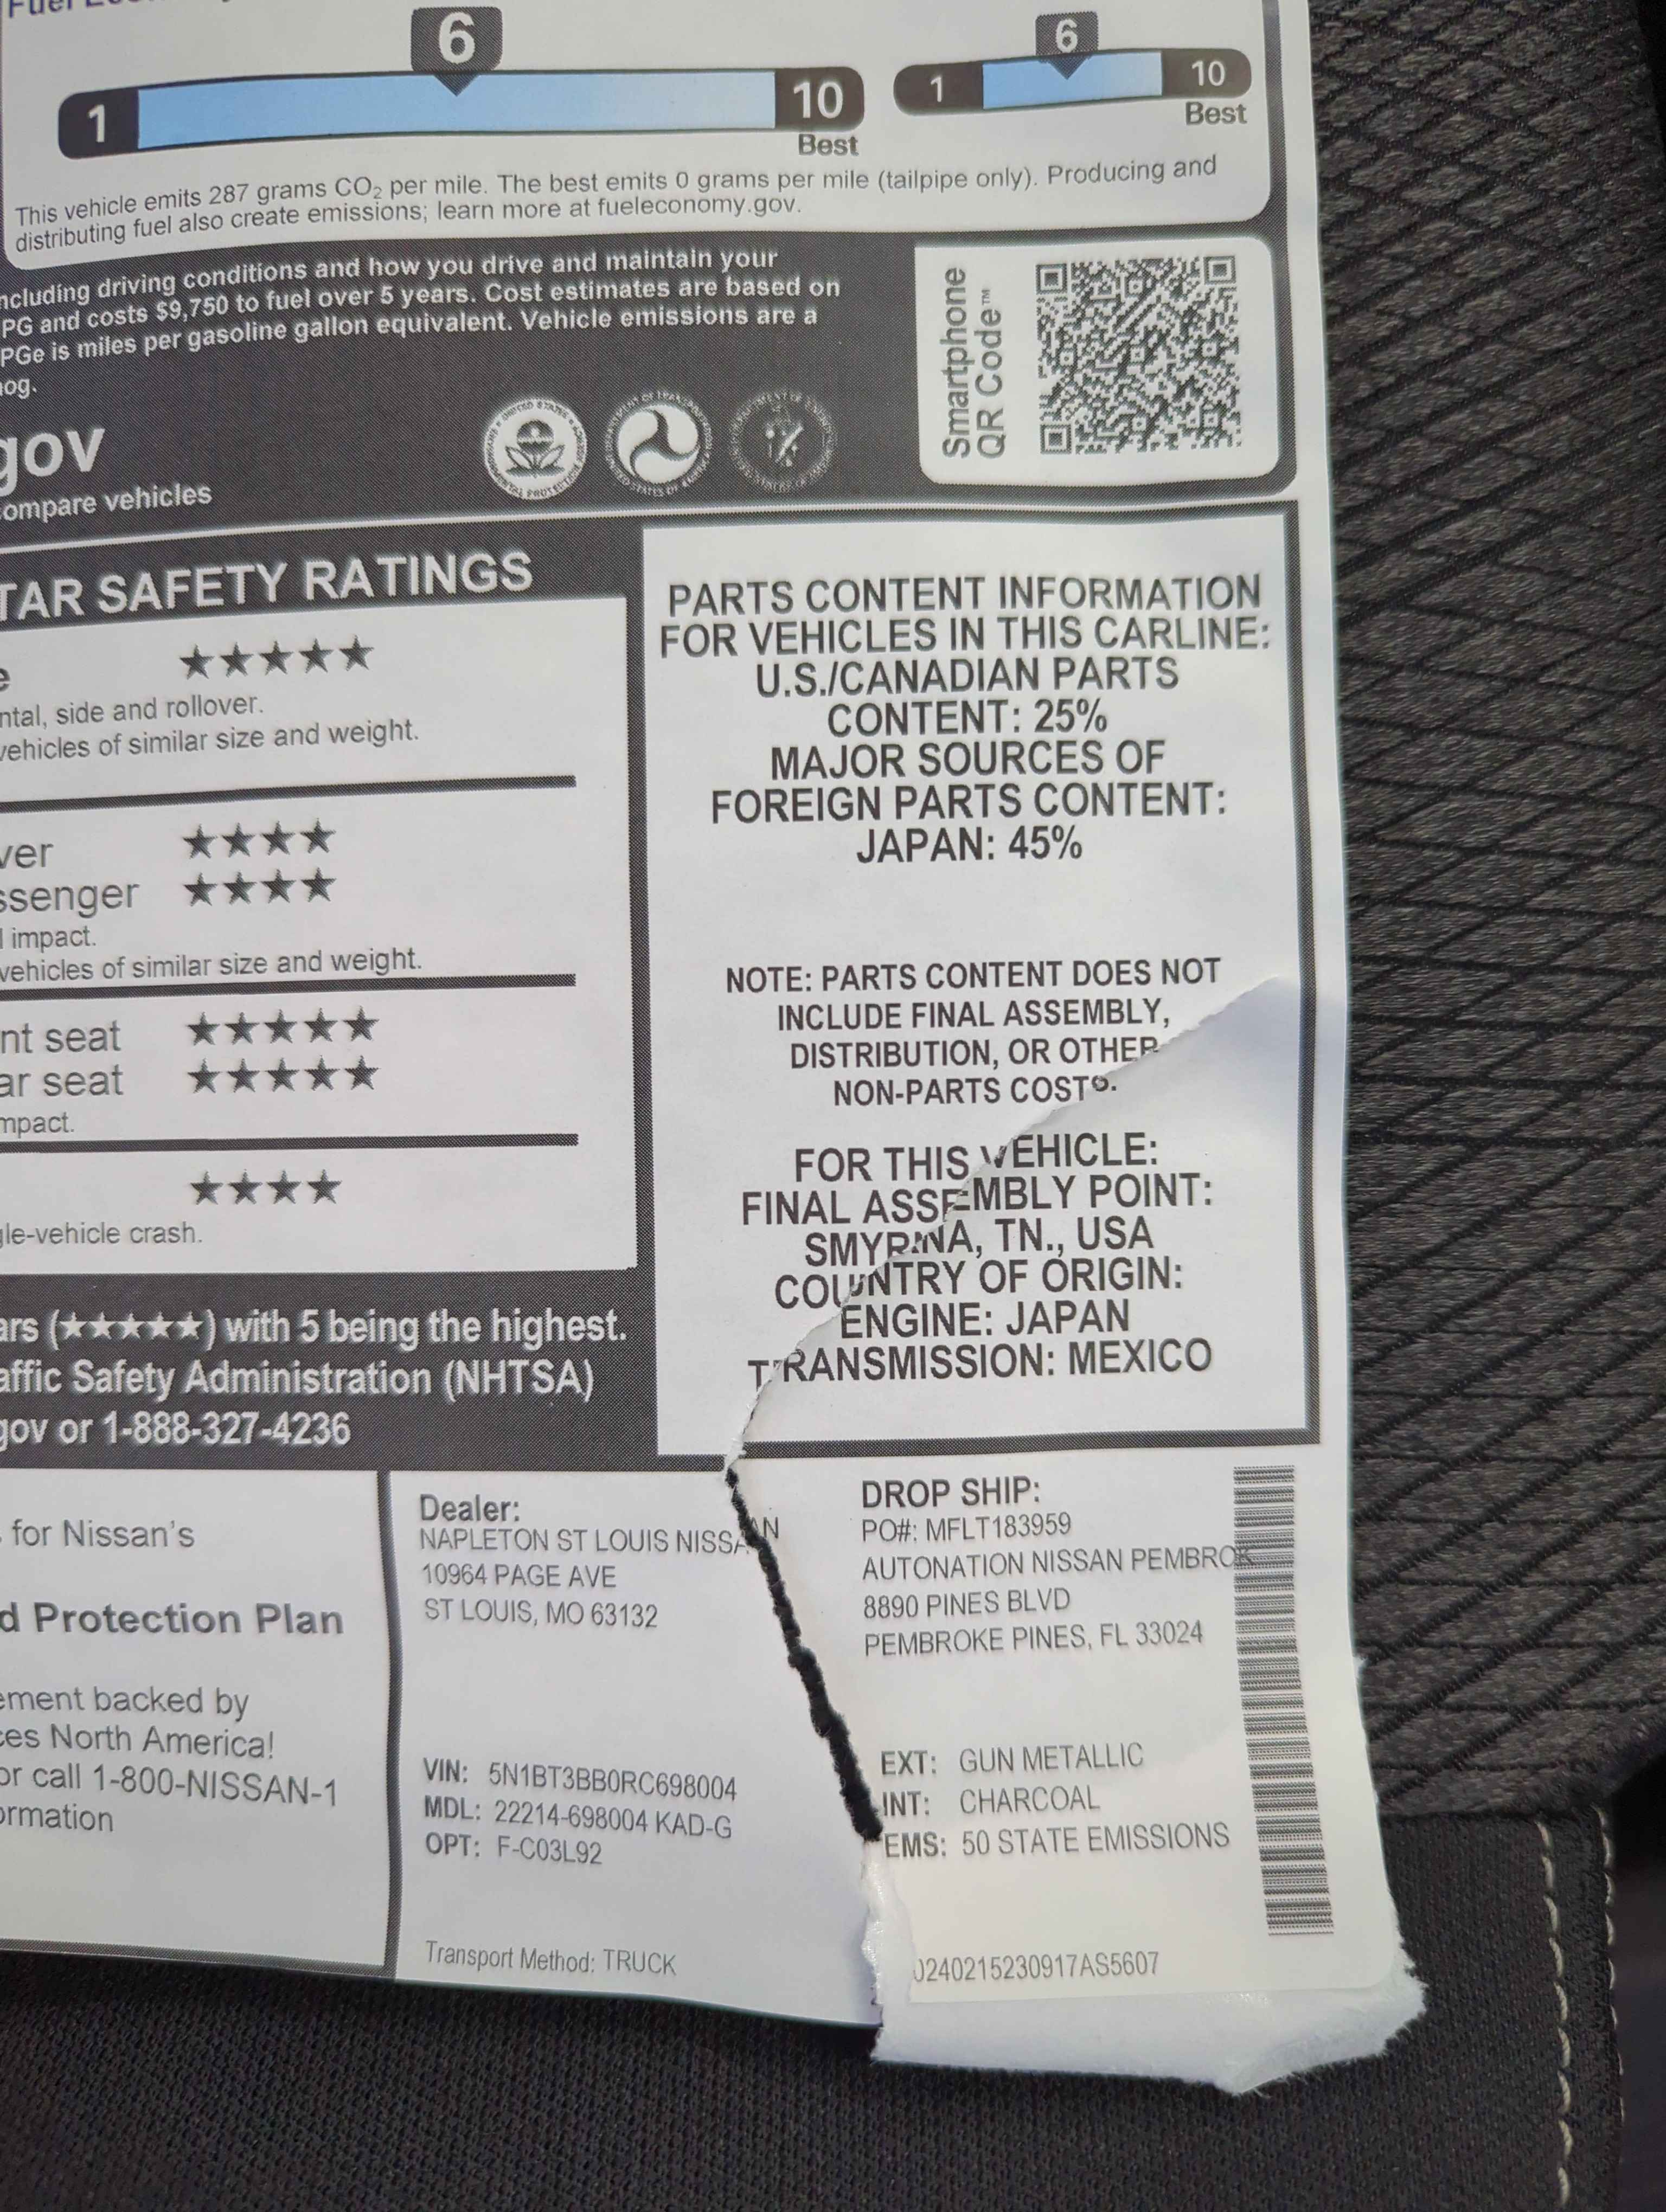 6
1
10
Best
6
1
10
Best
This vehicle emits 287 grams CO₂ per mile. The best emits 0 grams per mile (tailpipe only). Producing and
distributing fuel also create emissions; learn more at fueleconomy.gov.
ncluding driving conditions and how you drive and maintain your
PG and costs $9,750 to fuel over 5 years. Cost estimates are based on
PGe is miles per gasoline gallon equivalent. Vehicle emissions are a
og.
gov
ompare vehicles
Smartphone
QR Code™
TAR SAFETY RATINGS
★★★★★
ntal, side and rollover.
vehicles of similar size and weight.
ver ★★★★
ssenger ★★★★
l impact.
vehicles of similar size and weight.
nt seat ★★★★★
ar seat ★★★★★
mpact.
★★★★
gle-vehicle crash.
ars (★★★★★) with 5 being the highest.
affic Safety Administration (NHTSA)
gov or 1-888-327-4236
PARTS CONTENT INFORMATION
FOR VEHICLES IN THIS CARLINE:
U.S./CANADIAN PARTS
CONTENT: 25%
MAJOR SOURCES OF
FOREIGN PARTS CONTENT:
JAPAN: 45%
NOTE: PARTS CONTENT DOES NOT
INCLUDE FINAL ASSEMBLY,
DISTRIBUTION, OR OTHER
NON-PARTS COSTS.
FOR THIS VEHICLE:
FINAL ASSEMBLY POINT:
SMYRNA, TN., USA
COUNTRY OF ORIGIN:
ENGINE: JAPAN
TRANSMISSION: MEXICO
for Nissan's
d Protection Plan
ement backed by
ces North America!
or call 1-800-NISSAN-1
ormation
Dealer:
NAPLETON ST LOUIS NISSAN
10964 PAGE AVE
ST LOUIS, MO 63132
VIN: 5N1BT3BB0RC698004
MDL: 22214-698004 KAD-G
OPT: F-C03L92
Transport Method: TRUCK
DROP SHIP:
PO#: MFLT183959
AUTONATION NISSAN PEMBROK
8890 PINES BLVD
PEMBROKE PINES, FL 33024
EXT: GUN METALLIC
INT: CHARCOAL
EMS: 50 STATE EMISSIONS
0240215230917AS5607